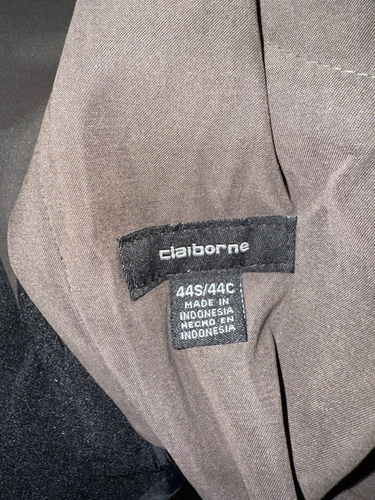 claiborne
44S/44C
MADE IN
INDONESIA
HECHO EN
INDONESIA